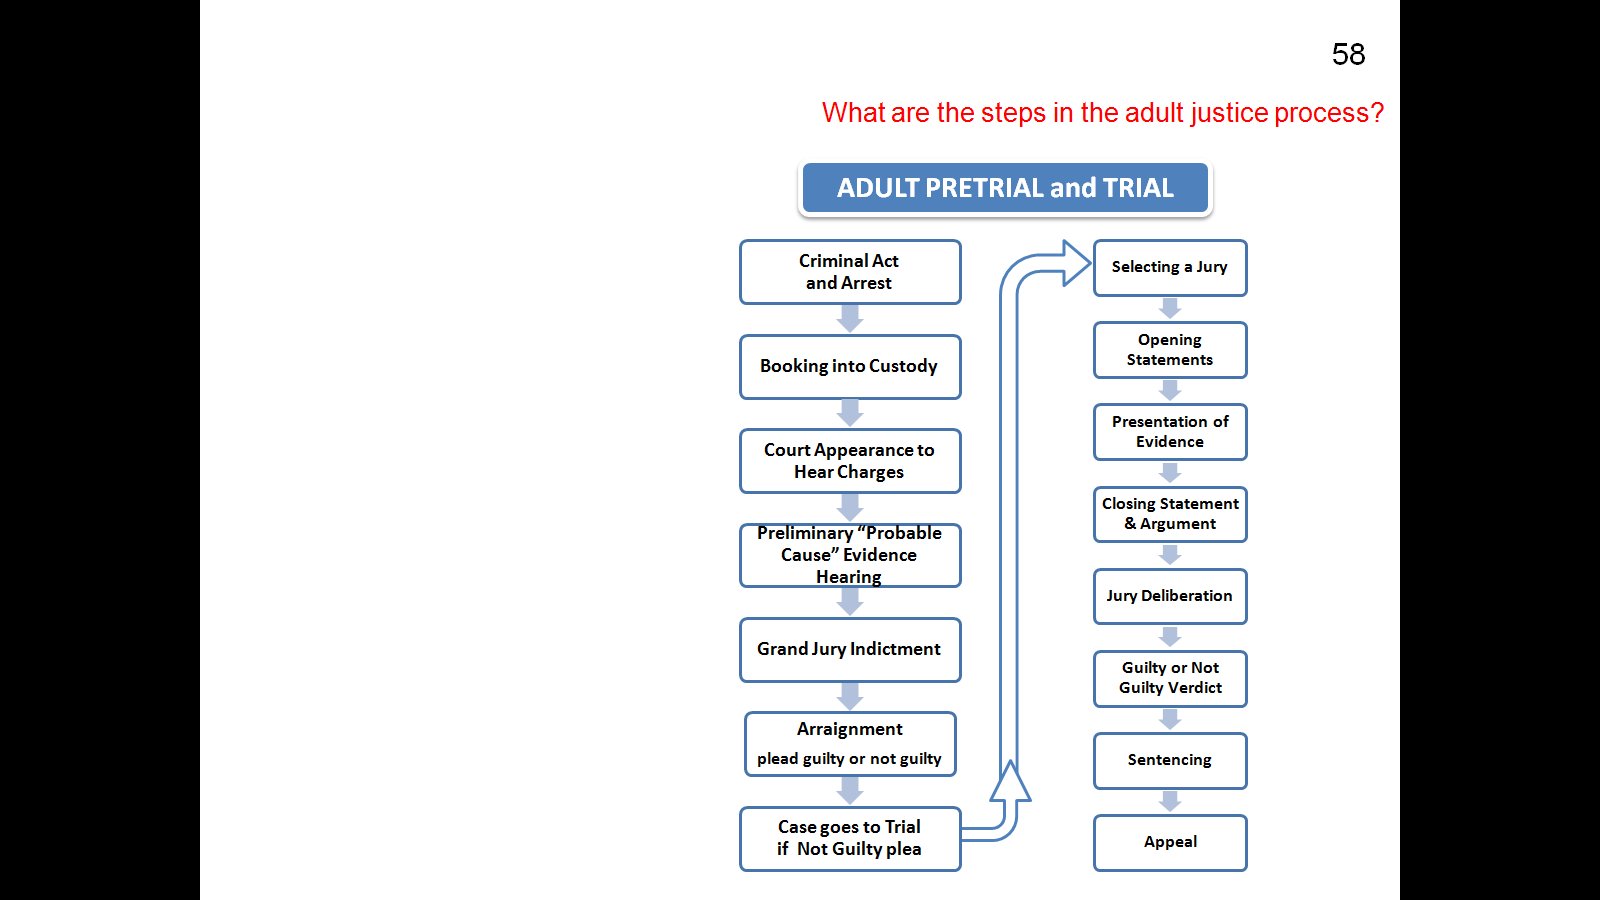 58
What are the steps in the adult justice process?
ADULT PRETRIAL and TRIAL
Criminal Act
and Arrest
Booking into Custody
Court Appearance to
Hear Charges
Preliminary “Probable
Cause” Evidence
Hearing
Grand Jury Indictment
Arraignment
plead guilty or not guilty
Case goes to Trial
if Not Guilty plea
Selecting a Jury
Opening
Statements
Presentation of
Evidence
Closing Statement
& Argument
Jury Deliberation
Guilty or Not
Guilty Verdict
Sentencing
Appeal